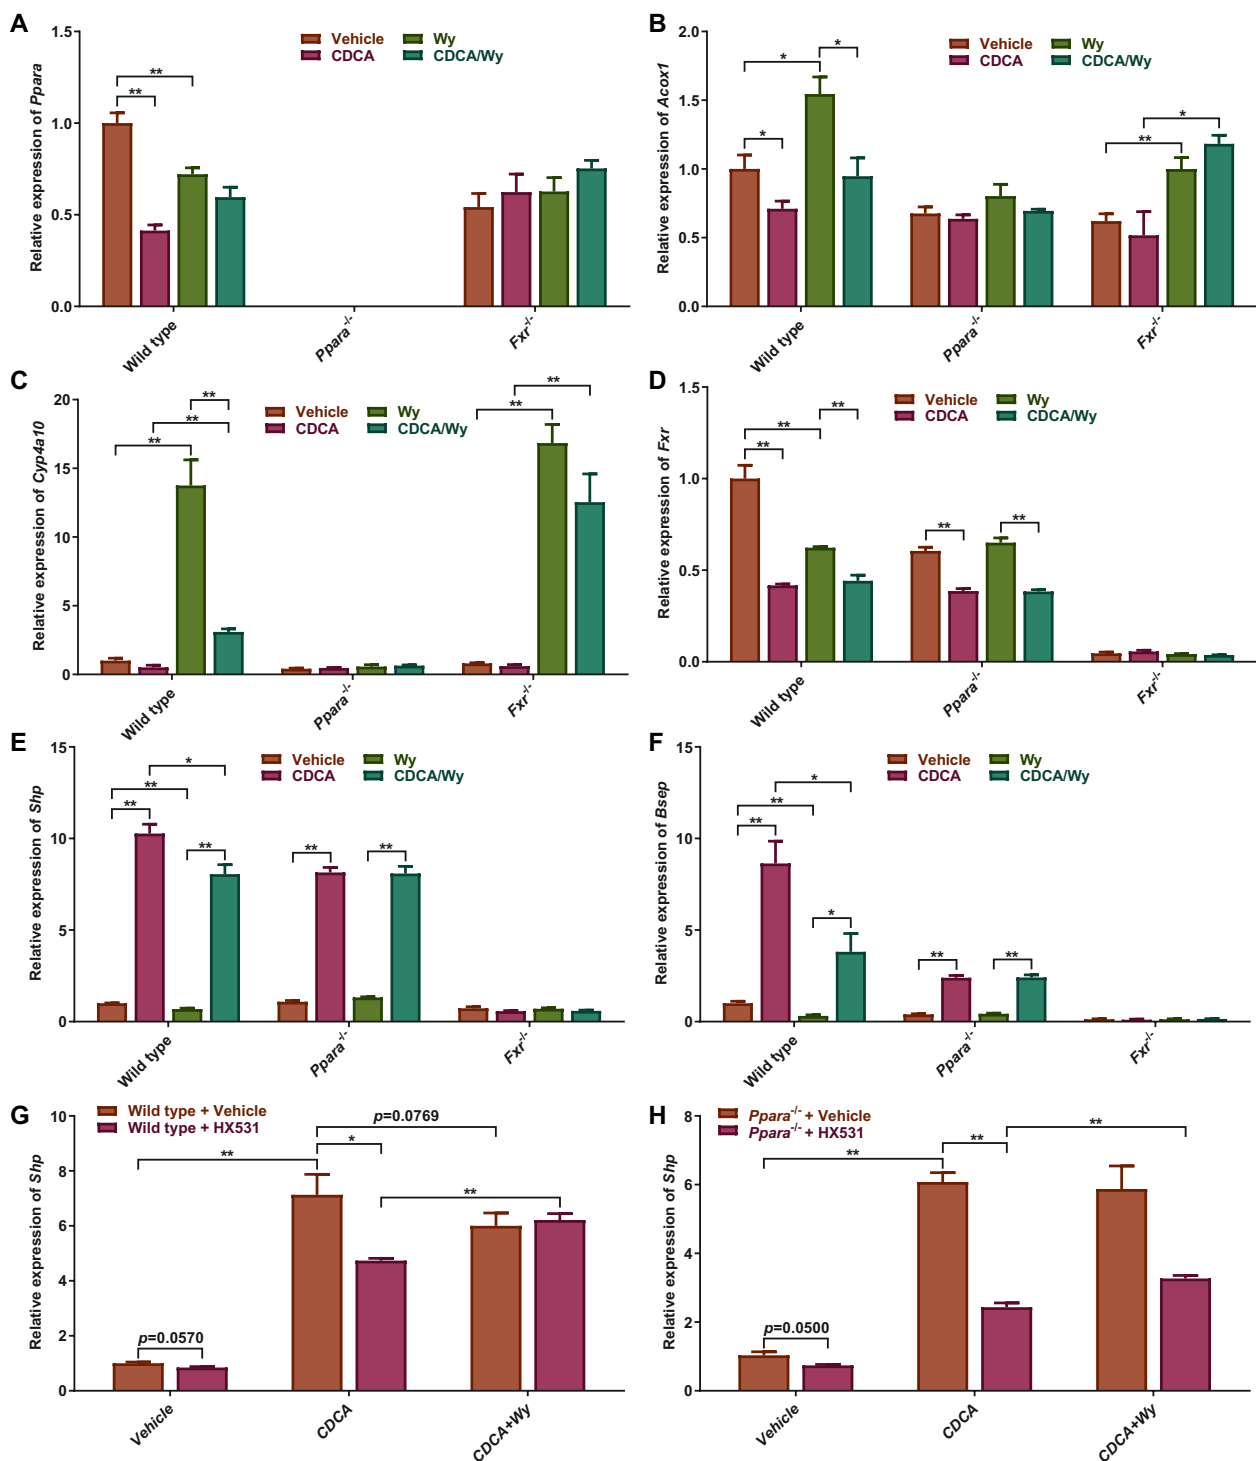 A
Relative expression of Ppara
1.5
1.0
0.5
0.0
Vehicle
CDCA
Wy
CDCA/Wy
**
**
Wild type
Ppara-/-
Fxr-/-
B
Relative expression of Acox1
2.0
1.5
1.0
0.5
0.0
Vehicle
CDCA
Wy
CDCA/Wy
*
*
*
*
**
Wild type
Ppara-/-
Fxr-/-
C
Relative expression of Cyp4a10
20
15
10
5
0
Vehicle
CDCA
Wy
CDCA/Wy
**
**
**
**
**
Wild type
Ppara-/-
Fxr-/-
D
Relative expression of Fxr
1.5
1.0
0.5
0.0
Vehicle
CDCA
Wy
CDCA/Wy
**
**
**
**
**
Wild type
Ppara-/-
Fxr-/-
E
Relative expression of Shp
15
10
5
0
Vehicle
CDCA
Wy
CDCA/Wy
*
**
**
**
**
**
Wild type
Ppara-/-
Fxr-/-
F
Relative expression of Bsep
15
10
5
0
Vehicle
CDCA
Wy
CDCA/Wy
*
**
**
*
**
**
Wild type
Ppara-/-
Fxr-/-
G
Relative expression of Shp
10
8
6
4
2
0
Wild type + Vehicle
Wild type + HX531
p=0.0769
*
**
**
p=0.0570
Vehicle
CDCA
CDCA+Wy
H
Relative expression of Shp
8
6
4
2
0
Ppara-/- + Vehicle
Ppara-/- + HX531
**
**
**
p=0.0500
Vehicle
CDCA
CDCA+Wy